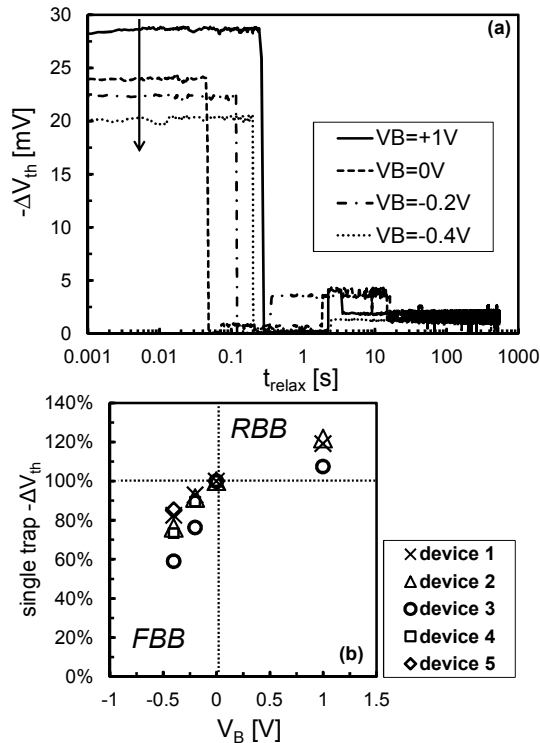 (a)
30
25
20
15
10
5
0
-ΔVth [mV]
VB=+1V
VB=0V
VB=-0.2V
VB=-0.4V
0.001 0.01 0.1 1 10 100 1000
trelax [s]
140%
120%
100%
80%
60%
40%
20%
0%
single trap -ΔVth
RBB
FBB
(b)
-1 -0.5 0 0.5 1 1.5
VB [V]
device 1
device 2
device 3
device 4
device 5